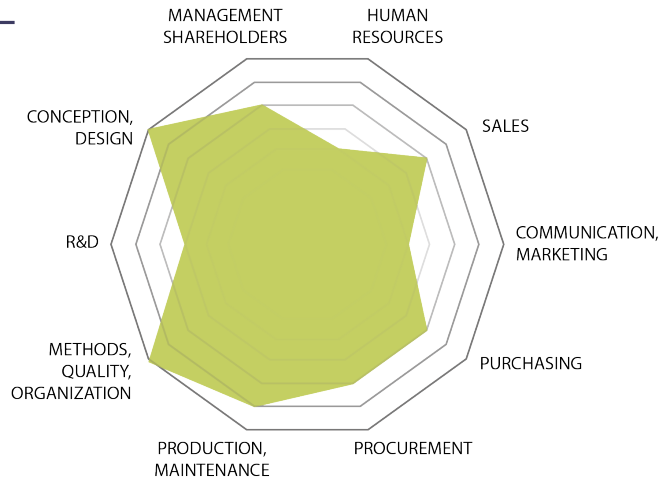 MANAGEMENT
SHAREHOLDERS
HUMAN
RESOURCES
CONCEPTION,
DESIGN
SALES
R&D
COMMUNICATION,
MARKETING
METHODS,
QUALITY,
ORGANIZATION
PURCHASING
PRODUCTION,
MAINTENANCE
PROCUREMENT